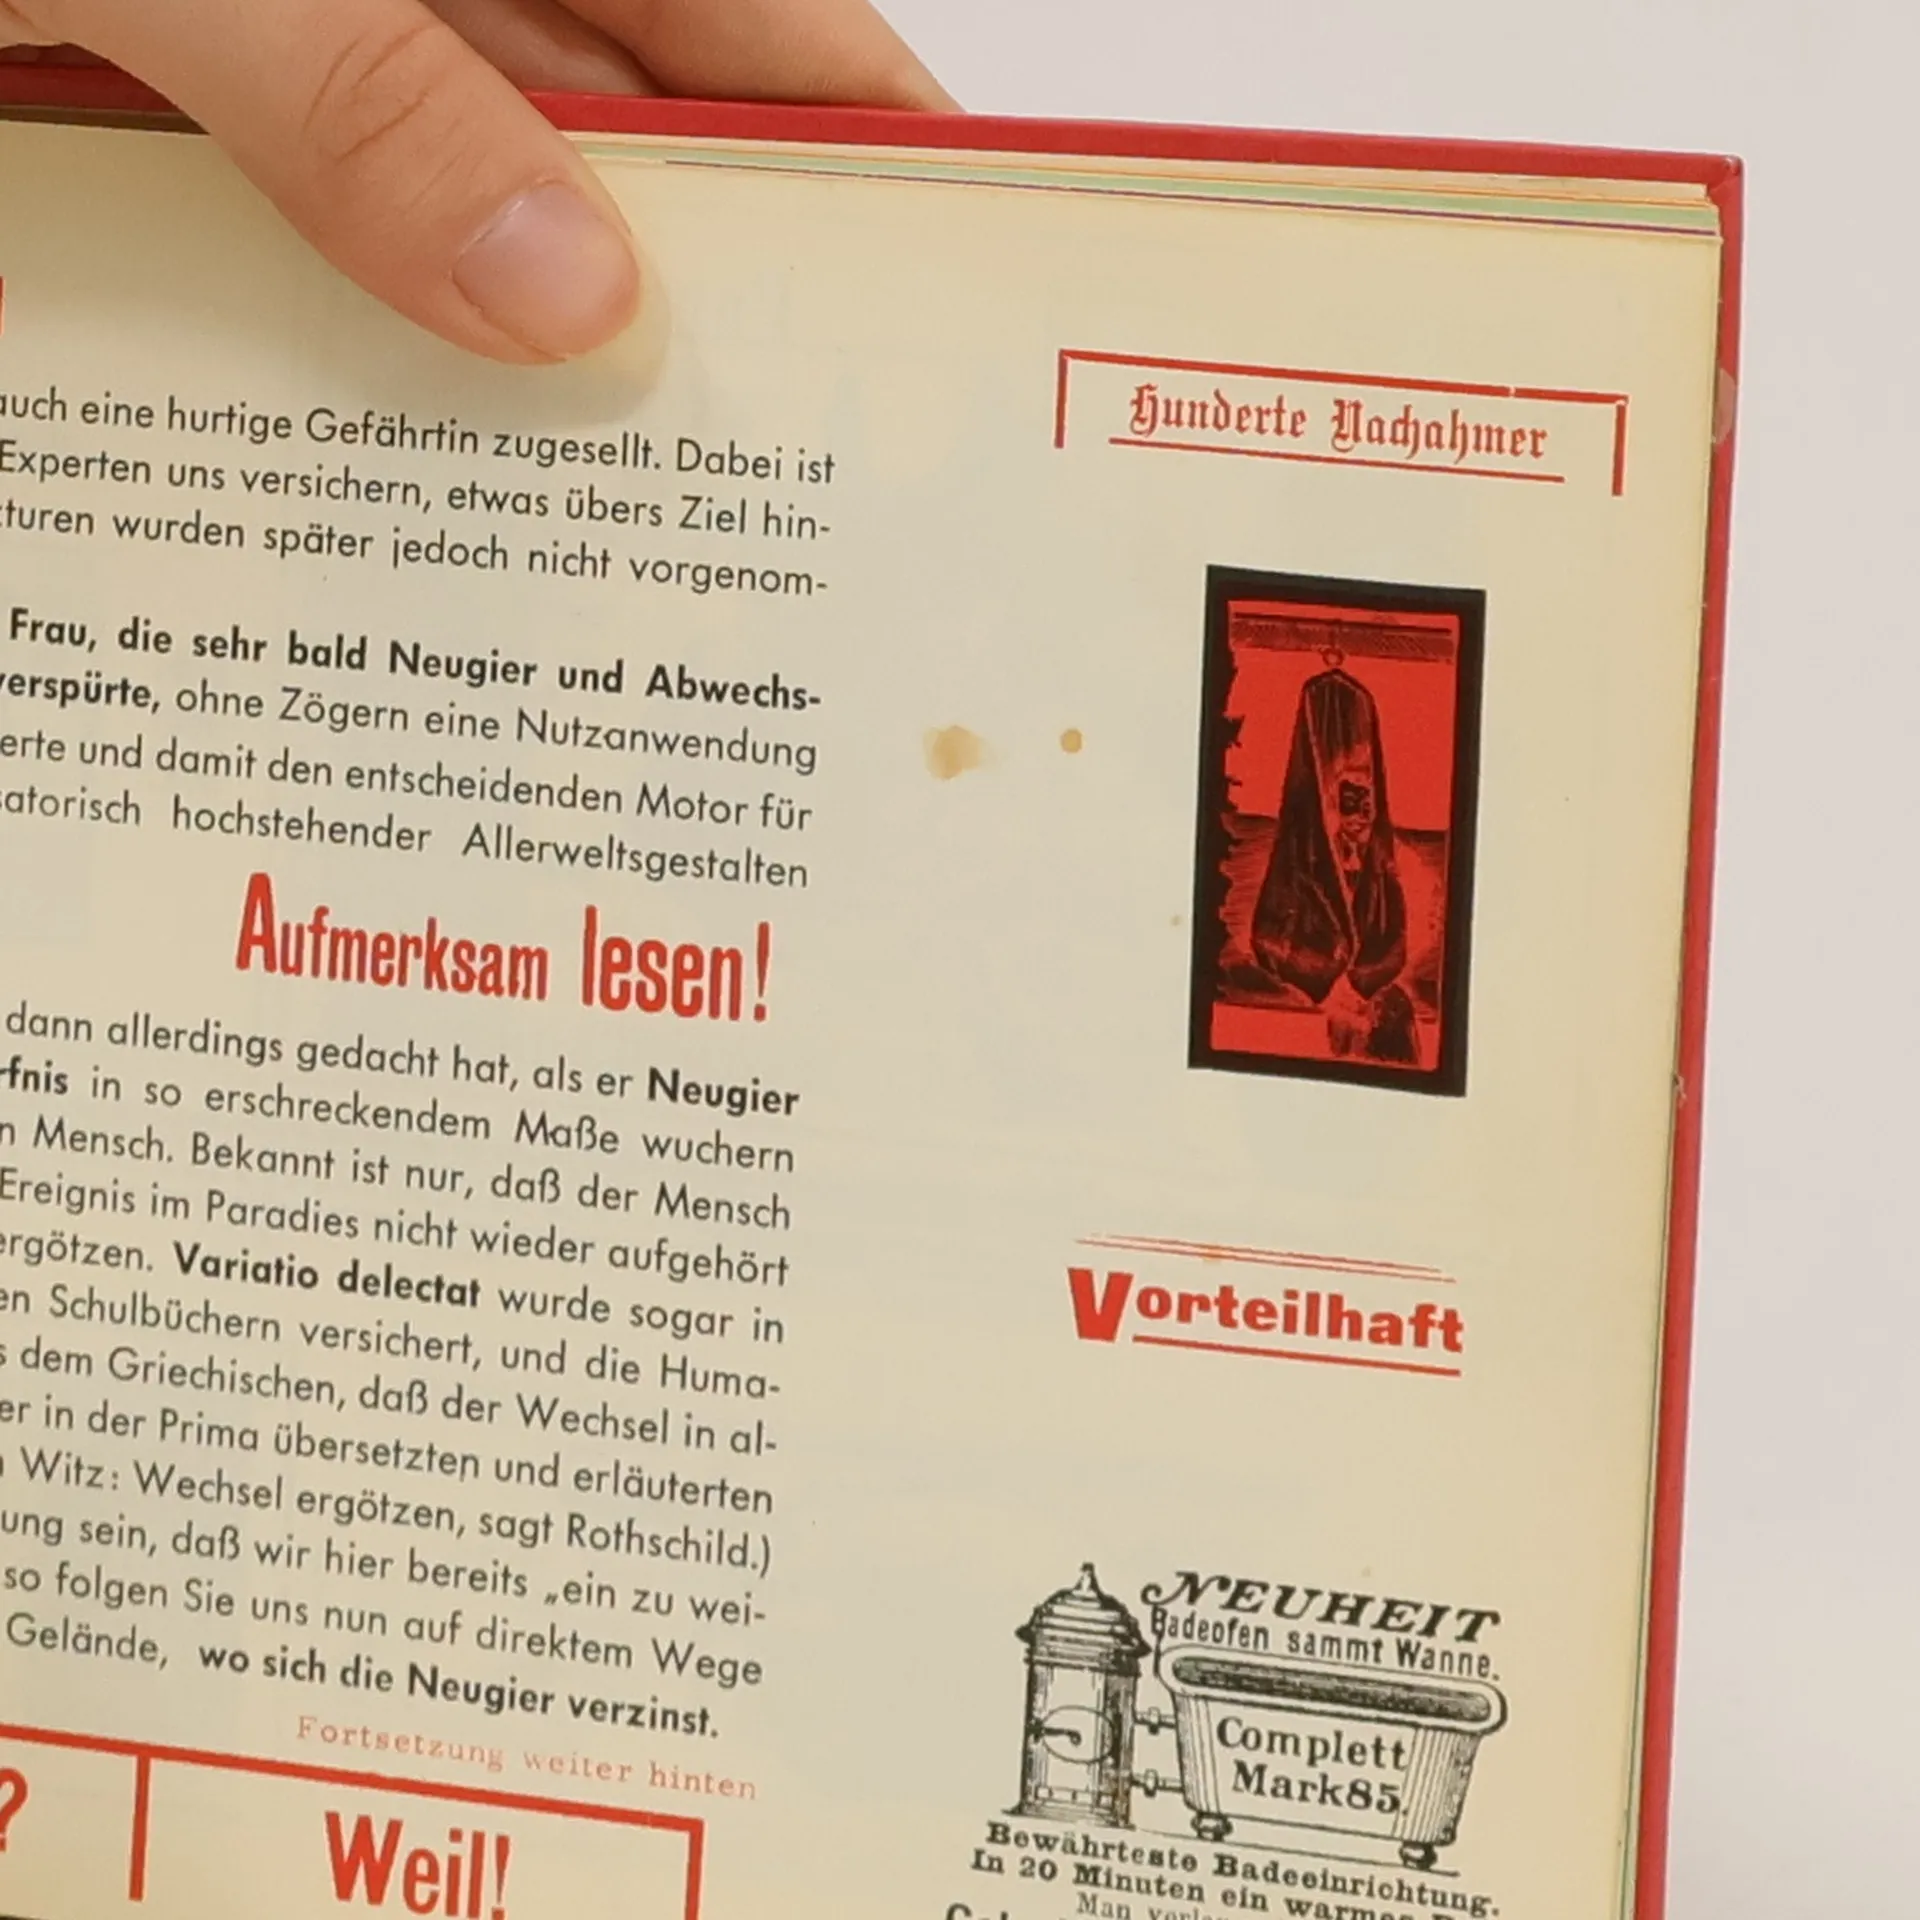 auch eine hurtige Gefährtin zugesellt. Dabei ist
Experten uns versichern, etwas übers Ziel hin-
turen wurden später jedoch nicht vorgenom-
Frau, die sehr bald Neugier und Abwechs-
verspürte, ohne Zögern eine Nutzanwendung
erte und damit den entscheidenden Motor für
satorisch hochstehender Allerweltsgestalten
Aufmerksam lesen!
dann allerdings gedacht hat, als er Neugier
rfnis in so erschreckendem Maße wuchern
n Mensch. Bekannt ist nur, daß der Mensch
Ereignis im Paradies nicht wieder aufgehört
ergötzen. Variatio delectat wurde sogar in
en Schulbüchern versichert, und die Huma-
s dem Griechischen, daß der Wechsel in al-
er in der Prima übersetzten und erläuterten
Witz: Wechsel ergötzen, sagt Rothschild.)
ung sein, daß wir hier bereits „ein zu wei-
so folgen Sie uns nun auf direktem Wege
Gelände, wo sich die Neugier verzinst.
Fortsetzung weiter hinten
?
Weil!
Hunderte Nachahmer
Vorteilhaft
NEUHEIT
Badeofen sammt Wanne.
Complett
Mark 85.
Bewährteste Badeeinrichtung.
In 20 Minuten ein warmes
Man